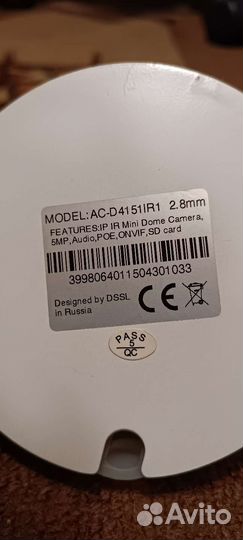 MODEL: AC-D4151IR1 2.8mm
FEATURES:IP IR Mini Dome Camera,
5MP,Audio,POE,ONVIF,SD card
3998064011504301033
Designed by DSSL
in Russia
CE
PASS
5
QC
Avito